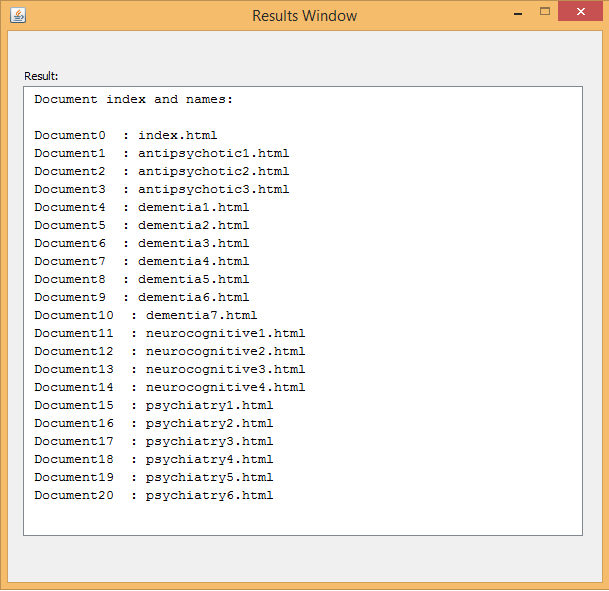 Results Window
Result:
Document index and names:
Document0  : index.html
Document1  : antipsychotic1.html
Document2  : antipsychotic2.html
Document3  : antipsychotic3.html
Document4  : dementia1.html
Document5  : dementia2.html
Document6  : dementia3.html
Document7  : dementia4.html
Document8  : dementia5.html
Document9  : dementia6.html
Document10  : dementia7.html
Document11  : neurocognitive1.html
Document12  : neurocognitive2.html
Document13  : neurocognitive3.html
Document14  : neurocognitive4.html
Document15  : psychiatry1.html
Document16  : psychiatry2.html
Document17  : psychiatry3.html
Document18  : psychiatry4.html
Document19  : psychiatry5.html
Document20  : psychiatry6.html